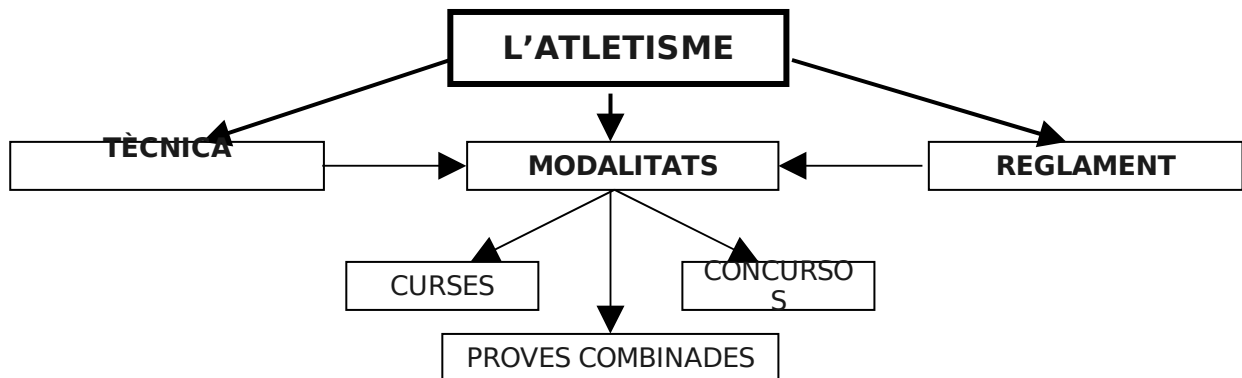 L’ATLETISME
TÈCNICA
MODALITATS
REGLAMENT
CURSES
CONCURSO
S
PROVES COMBINADES